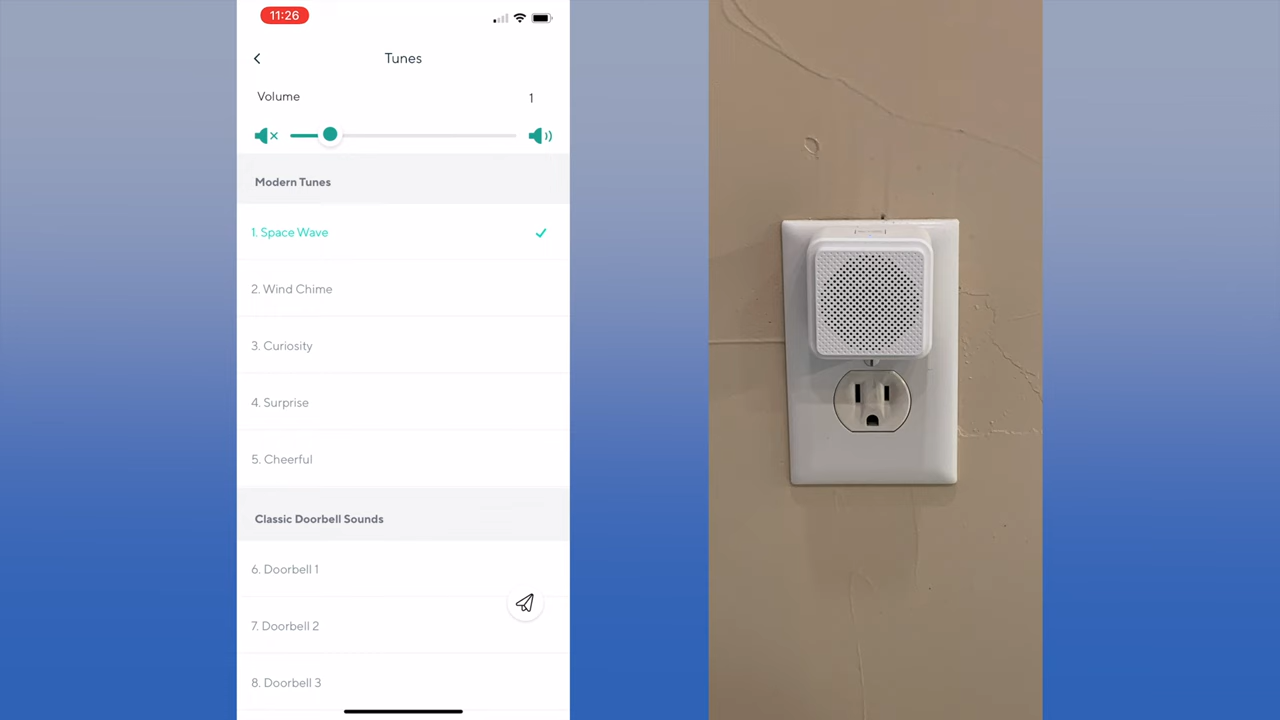 11:26
Tunes
Volume 1
Modern Tunes
1. Space Wave
2. Wind Chime
3. Curiosity
4. Surprise
5. Cheerful
Classic Doorbell Sounds
6. Doorbell 1
7. Doorbell 2
8. Doorbell 3